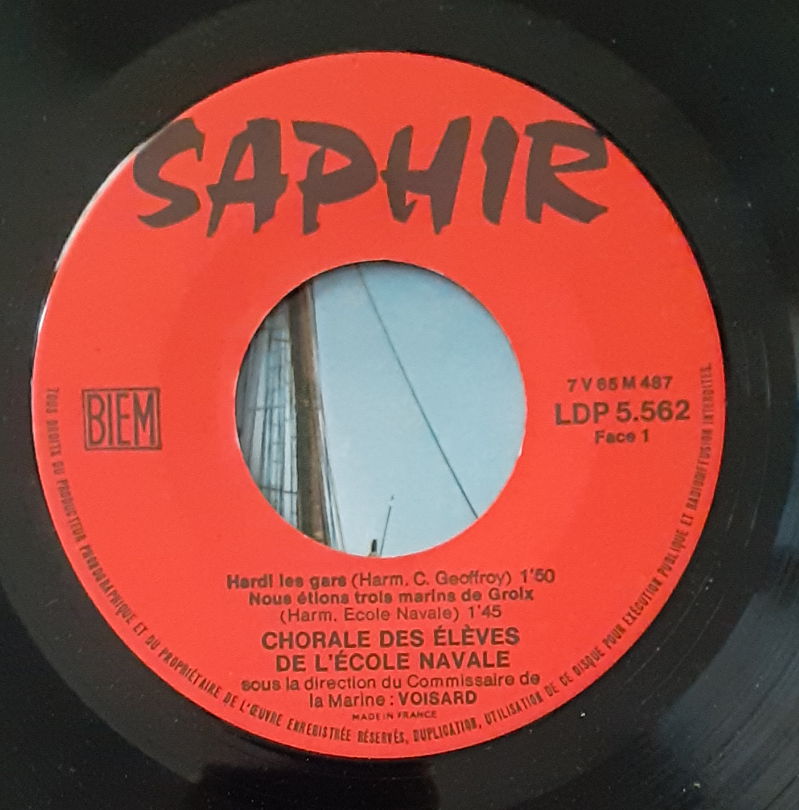 SAPHIR
BIEM
7 V 65 M 487
LDP 5.562
Face 1
Hardi les gars (Harm. C. Geoffroy) 1'50
Nous étions trois marins de Groix
(Harm. Ecole Navale) 1'45
CHORALE DES ÉLÈVES
DE L'ÉCOLE NAVALE
sous la direction du Commissaire de
la Marine : VOISARD
MADE IN FRANCE
TOUS DROITS DU PRODUCTEUR PHONOGRAPHIQUE ET DU PROPRIÉTAIRE DE L'ŒUVRE ENREGISTRÉE RÉSERVÉS, DUPLICATION, UTILISATION DE CE DISQUE POUR EXÉCUTION PUBLIQUE ET RADIODIFFUSION INTERDITES.